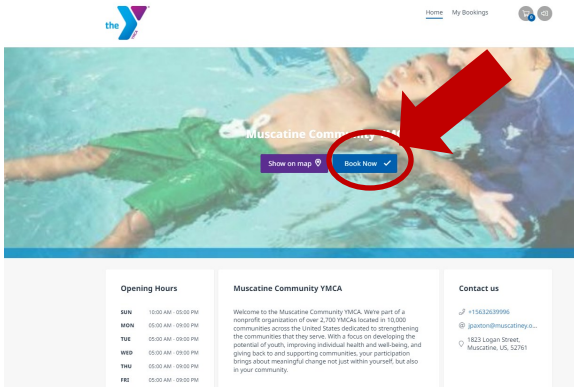 the
YMCA
Home My Bookings
0
Muscatine Community YMCA
Show on map
Book Now
Opening Hours
SUN 10:00 AM - 05:00 PM
MON 05:00 AM - 09:00 PM
TUE 05:00 AM - 09:00 PM
WED 05:00 AM - 09:00 PM
THU 05:00 AM - 09:00 PM
FRI 05:00 AM - 09:00 PM
Muscatine Community YMCA
Welcome to the Muscatine Community YMCA. We're part of a
nonprofit organization of over 2,700 YMCAs located in 10,000
communities across the United States dedicated to strengthening
the communities that they serve. With a focus on developing the
potential of youth, improving individual health and well-being, and
giving back to and supporting communities, your participation
brings about meaningful change not just within yourself, but also
in your community.
Contact us
+15632639996
jpaxton@muscatiney.o...
1823 Logan Street,
Muscatine, US, 52761